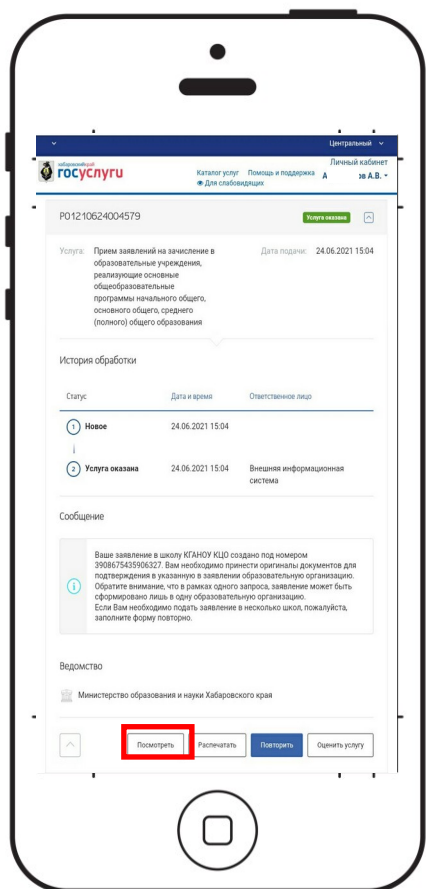 Центральный
хабаровский край
госуслуги
Каталог услуг Помощь и поддержка
Для слабовидящих
Личный кабинет
А эв А.В.
P01210624004579
Услуга оказана
Услуга: Прием заявлений на зачисление в
образовательные учреждения,
реализующие основные
общеобразовательные
программы начального общего,
основного общего, среднего
(полного) общего образования
Дата подачи: 24.06.2021 15:04
История обработки
Статус Дата и время Ответственное лицо
1 Новое 24.06.2021 15:04
2 Услуга оказана 24.06.2021 15:04 Внешняя информационная
система
Сообщение
Ваше заявление в школу КГАНОУ КЦО создано под номером
3908675435906327. Вам необходимо принести оригиналы документов для
подтверждения в указанную в заявлении образовательную организацию.
Обратите внимание, что в рамках одного запроса, заявление может быть
сформировано лишь в одну образовательную организацию.
Если Вам необходимо подать заявление в несколько школ, пожалуйста,
заполните форму повторно.
Ведомство
Министерство образования и науки Хабаровского края
Посмотреть Распечатать Повторить Оценить услугу